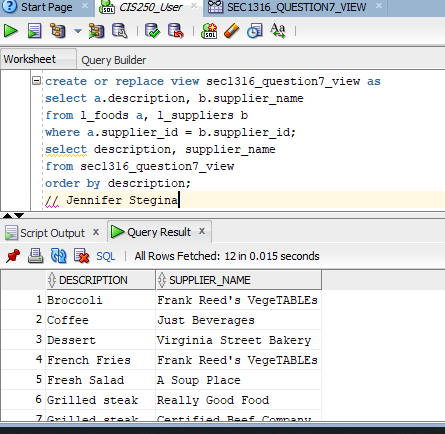 Start Page x CIS250_User x SEC1316_QUESTION7_VIEW x
SQL Aa
Worksheet Query Builder
create or replace view sec1316_question7_view as
select a.description, b.supplier_name
from l_foods a, l_suppliers b
where a.supplier_id = b.supplier_id;
select description, supplier_name
from sec1316_question7_view
order by description;
// Jennifer Stegina
Script Output x Query Result x
SQL | All Rows Fetched: 12 in 0.015 seconds
DESCRIPTION SUPPLIER_NAME
1 Broccoli Frank Reed's VegeTABLEs
2 Coffee Just Beverages
3 Dessert Virginia Street Bakery
4 French Fries Frank Reed's VegeTABLEs
5 Fresh Salad A Soup Place
6 Grilled steak Really Good Food
7 Grilled steak Certified Beef Company